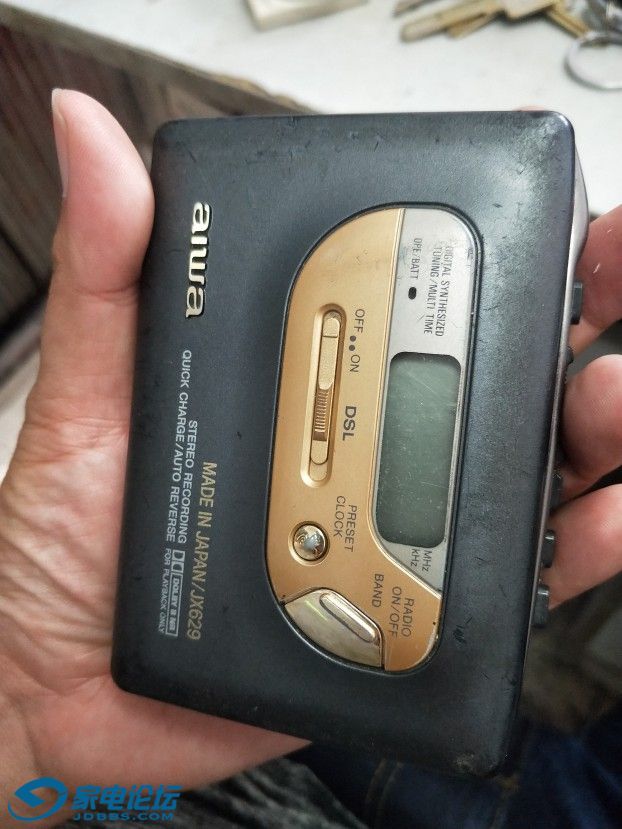 aiwa
DIGITAL SYNTHESIZED
TUNING/MULTI TIME
OPE/BATT
OFF ON
DSL
PRESET
CLOCK
MHz
kHz
RADIO
ON/OFF
BAND
MADE IN JAPAN/JX629
STEREO RECORDING
QUICK CHARGE/AUTO REVERSE
DOLBY B NR
FOR PLAYBACK ONLY
家电论坛
JDBBS.COM